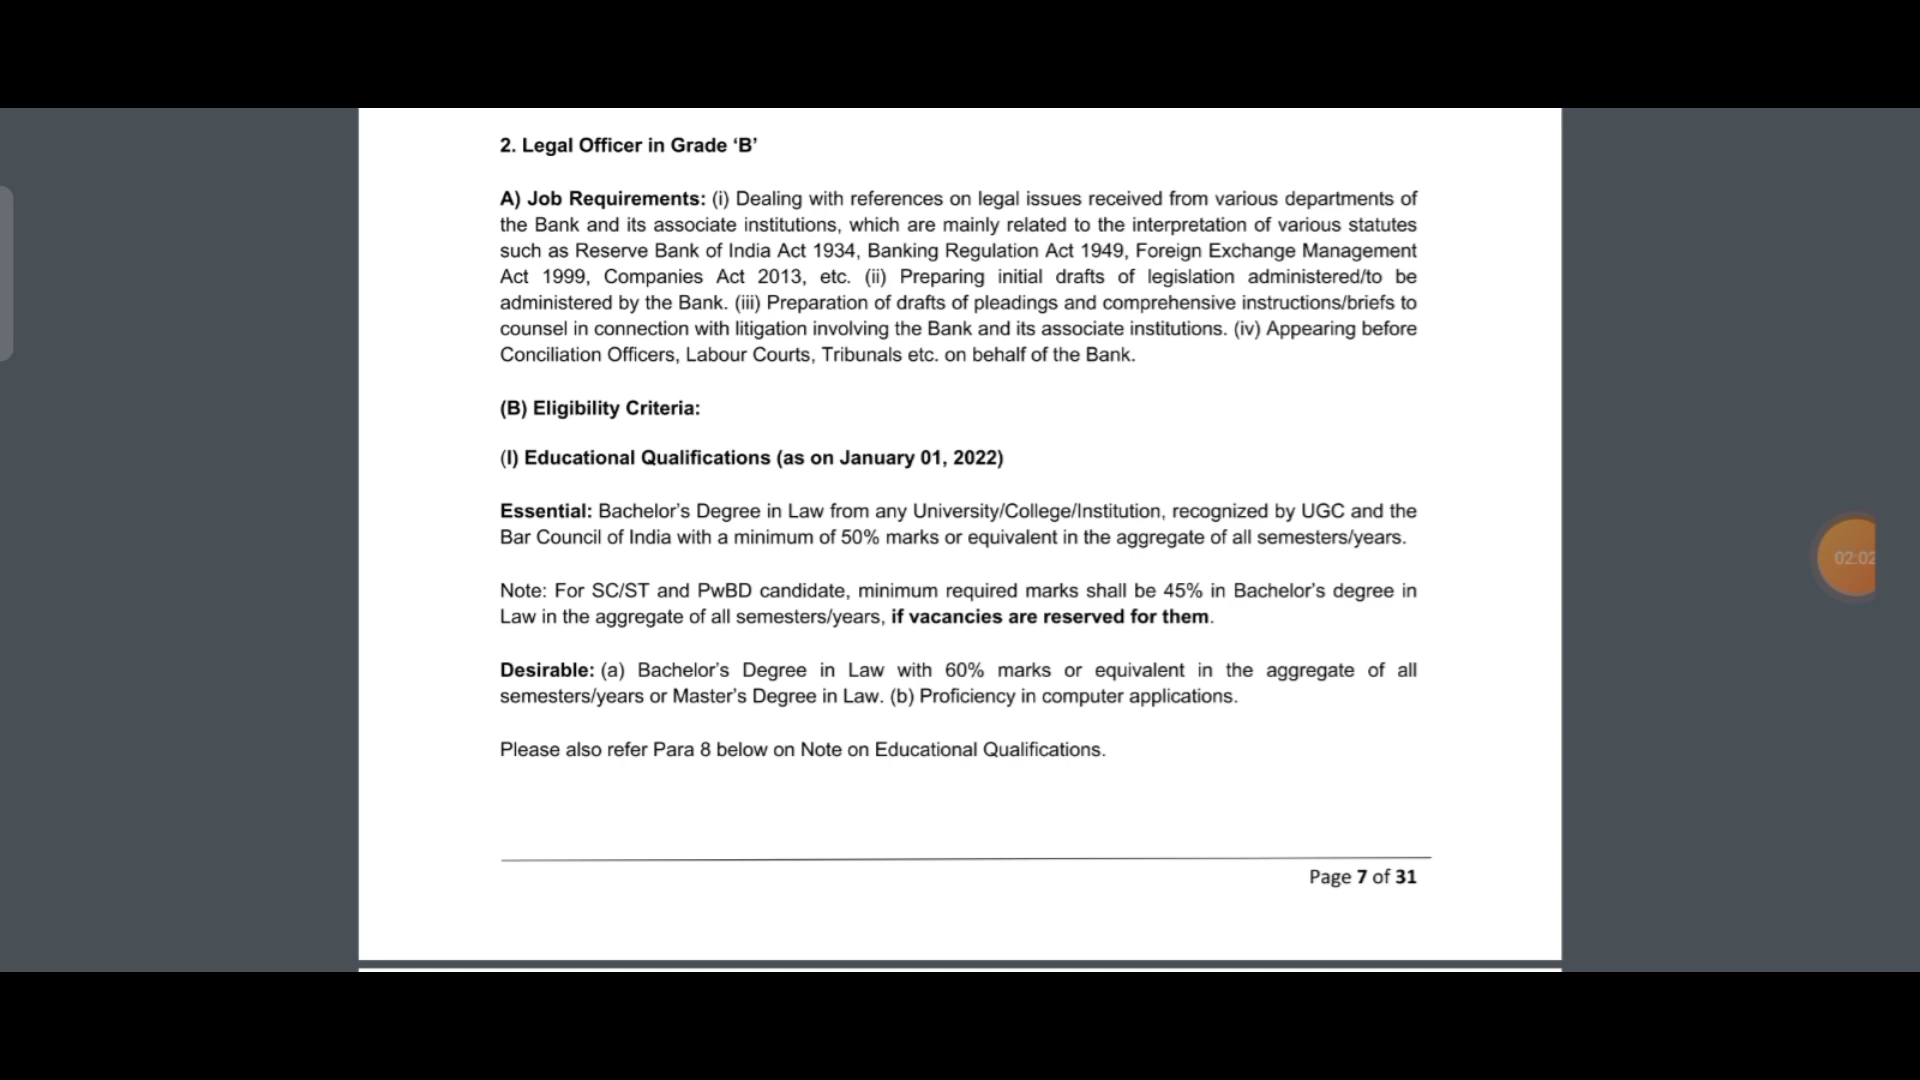 2. Legal Officer in Grade ‘B’
A) Job Requirements: (i) Dealing with references on legal issues received from various departments of
the Bank and its associate institutions, which are mainly related to the interpretation of various statutes
such as Reserve Bank of India Act 1934, Banking Regulation Act 1949, Foreign Exchange Management
Act 1999, Companies Act 2013, etc. (ii) Preparing initial drafts of legislation administered/to be
administered by the Bank. (iii) Preparation of drafts of pleadings and comprehensive instructions/briefs to
counsel in connection with litigation involving the Bank and its associate institutions. (iv) Appearing before
Conciliation Officers, Labour Courts, Tribunals etc. on behalf of the Bank.
(B) Eligibility Criteria:
(I) Educational Qualifications (as on January 01, 2022)
Essential: Bachelor’s Degree in Law from any University/College/Institution, recognized by UGC and the
Bar Council of India with a minimum of 50% marks or equivalent in the aggregate of all semesters/years.
Note: For SC/ST and PwBD candidate, minimum required marks shall be 45% in Bachelor’s degree in
Law in the aggregate of all semesters/years, if vacancies are reserved for them.
Desirable: (a) Bachelor’s Degree in Law with 60% marks or equivalent in the aggregate of all
semesters/years or Master’s Degree in Law. (b) Proficiency in computer applications.
Please also refer Para 8 below on Note on Educational Qualifications.
Page 7 of 31
02:02